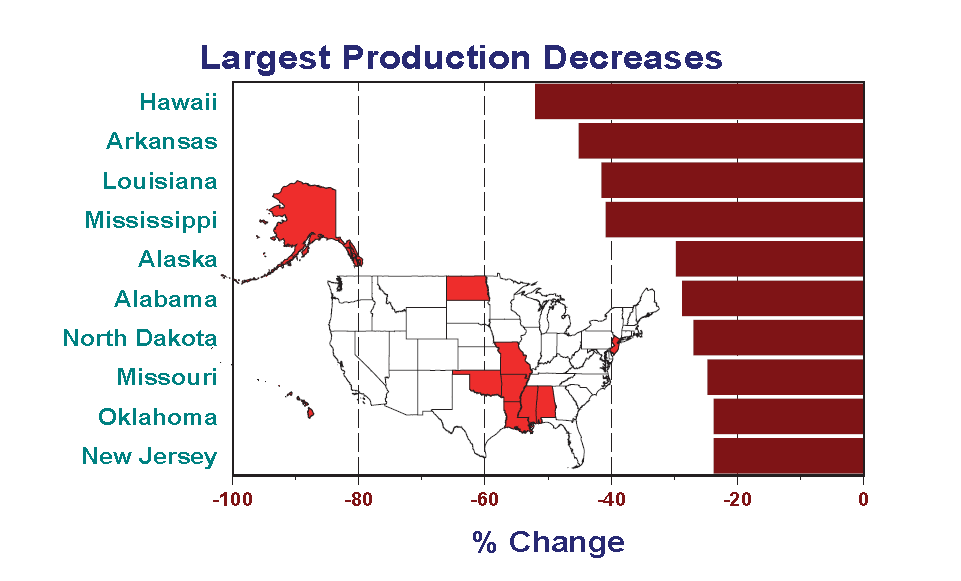 Largest Production Decreases
Hawaii
Arkansas
Louisiana
Mississippi
Alaska
Alabama
North Dakota
Missouri
Oklahoma
New Jersey
-100 -80 -60 -40 -20 0
% Change